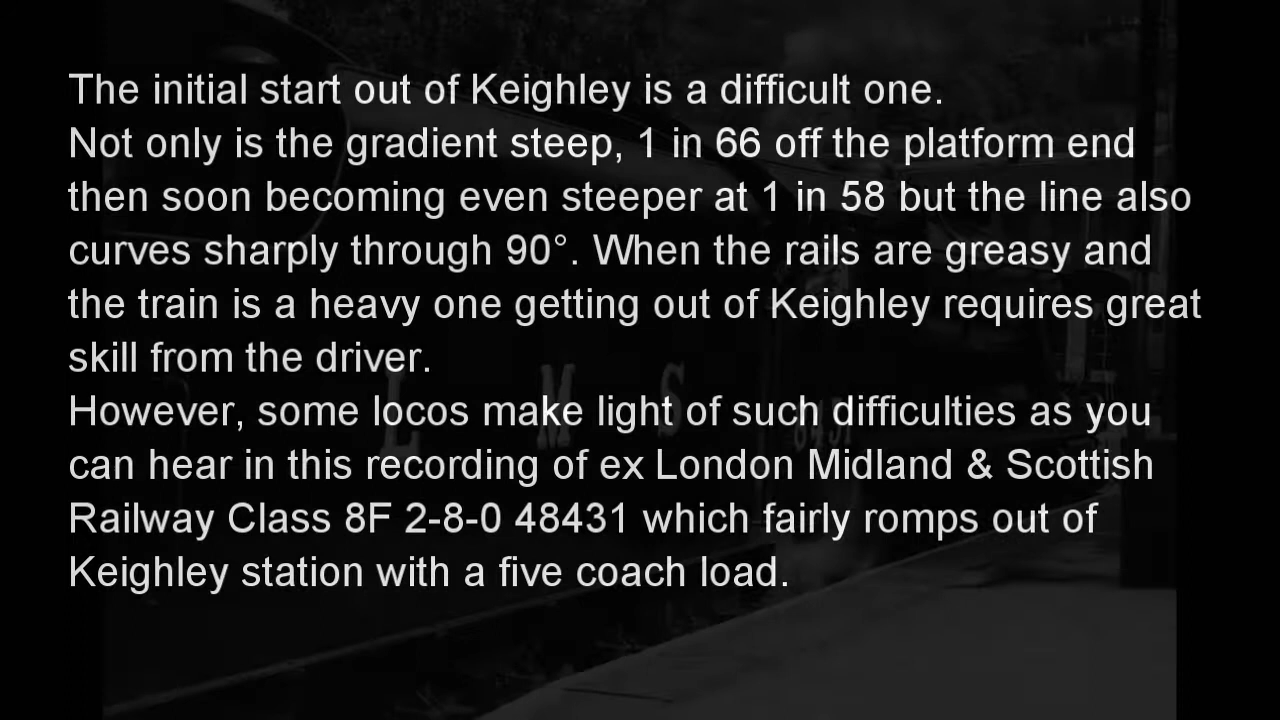 The initial start out of Keighley is a difficult one.
Not only is the gradient steep, 1 in 66 off the platform end
then soon becoming even steeper at 1 in 58 but the line also
curves sharply through 90°. When the rails are greasy and
the train is a heavy one getting out of Keighley requires great
skill from the driver.
L M S
However, some locos make light of such difficulties as you
can hear in this recording of ex London Midland & Scottish
Railway Class 8F 2-8-0 48431 which fairly romps out of
Keighley station with a five coach load.